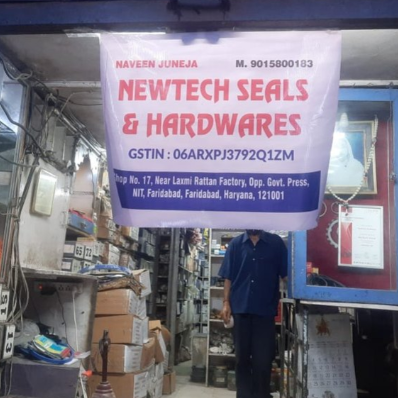 NAVEEN JUNEJA M. 9015800183
NEWTECH SEALS
& HARDWARES
GSTIN : 06ARXPJ3792Q1ZM
Shop No. 17, Near Laxmi Rattan Factory, Opp. Govt. Press,
NIT, Faridabad, Faridabad, Haryana, 121001